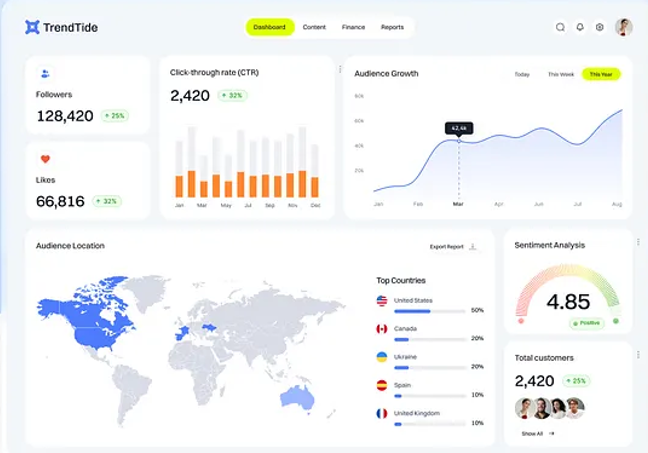 TrendTide
Dashboard
Content
Finance
Reports
Followers
128,420
+ 25%
Likes
66,816
+ 32%
Click-through rate (CTR)
2,420
+ 32%
Jan Mar May Jul Sep Nov Dec
Audience Growth
Today
This Week
This Year
80k
60k
40k
20k
42,4k
Jan Feb Mar Apr Jun Jul Aug
Audience Location
Export Report
Top Countries
United States
50%
Canada
20%
Ukraine
20%
Spain
10%
United Kingdom
10%
Sentiment Analysis
4.85
Positive
Total customers
2,420
+ 25%
Show All